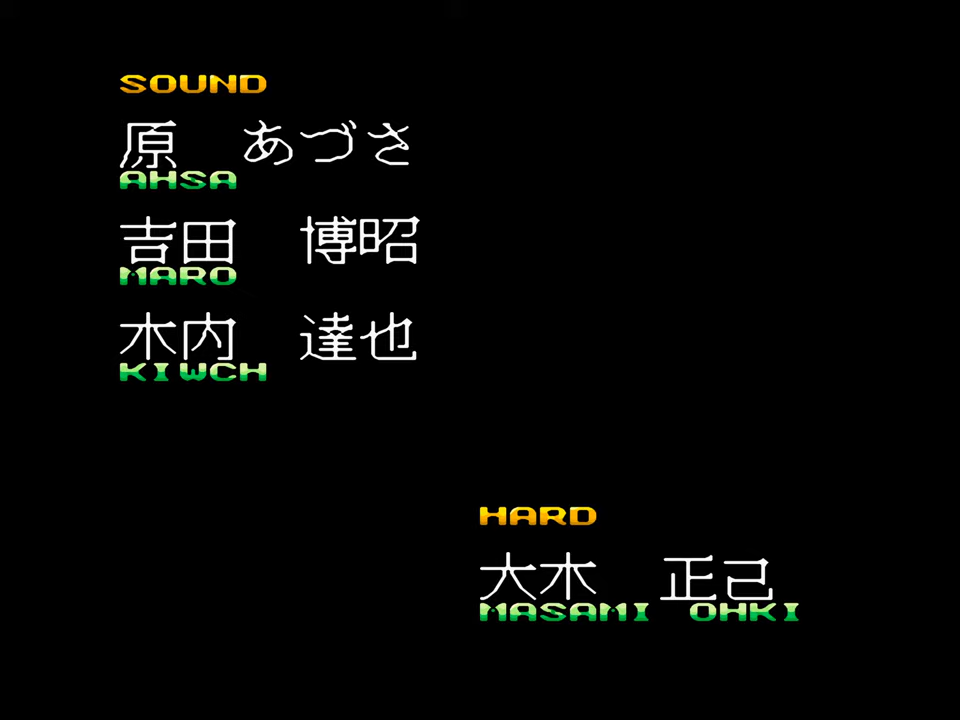 SOUND
原　あづさ
AHSA
吉田　博昭
MARO
木内　達也
KIWCH
HARD
大木　正己
MASAMI OHKI